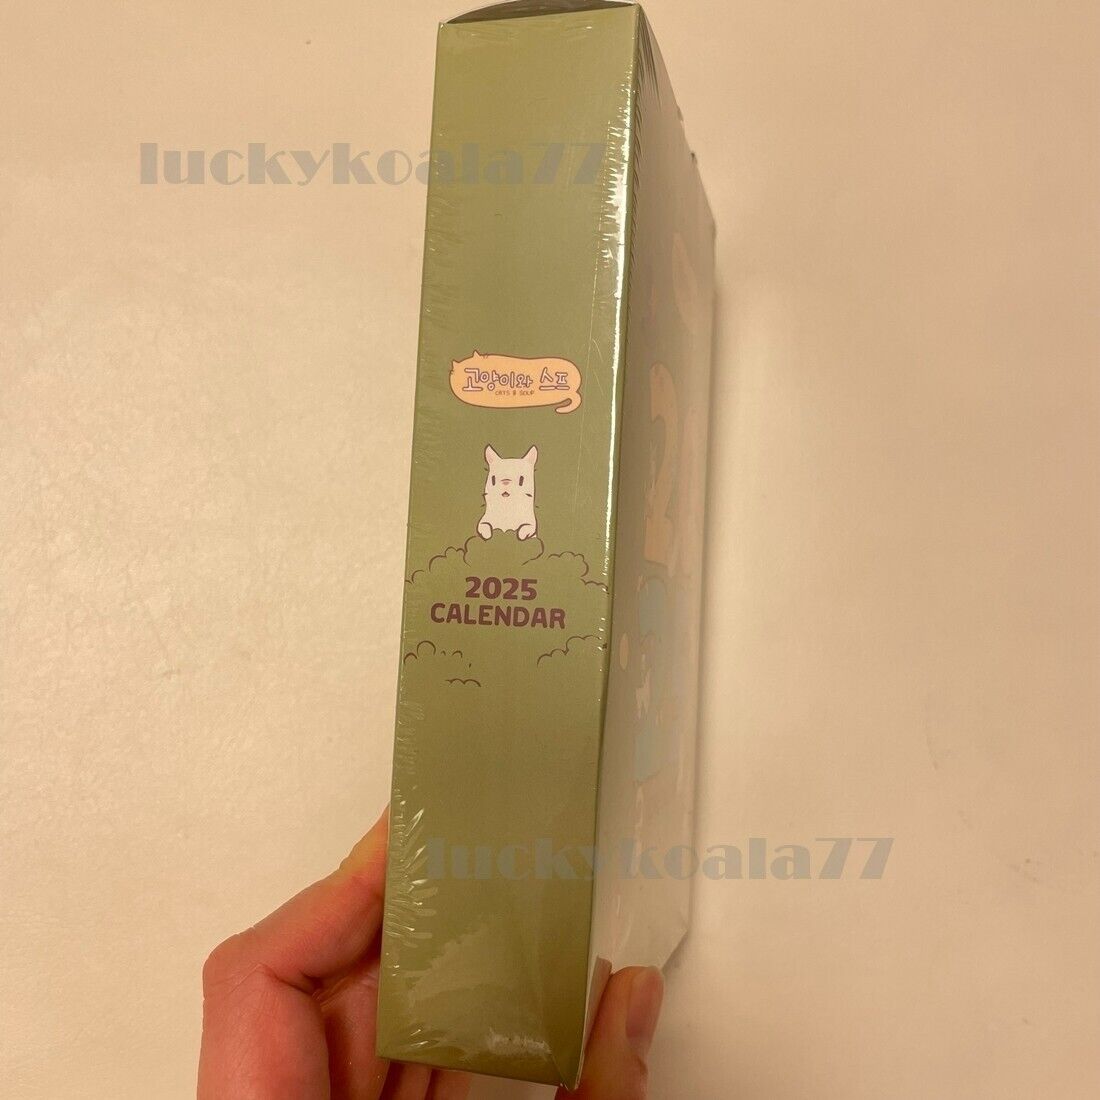 luckykoala77
고양이와 스프
CATS & SOUP
2025
CALENDAR
luckykoala77